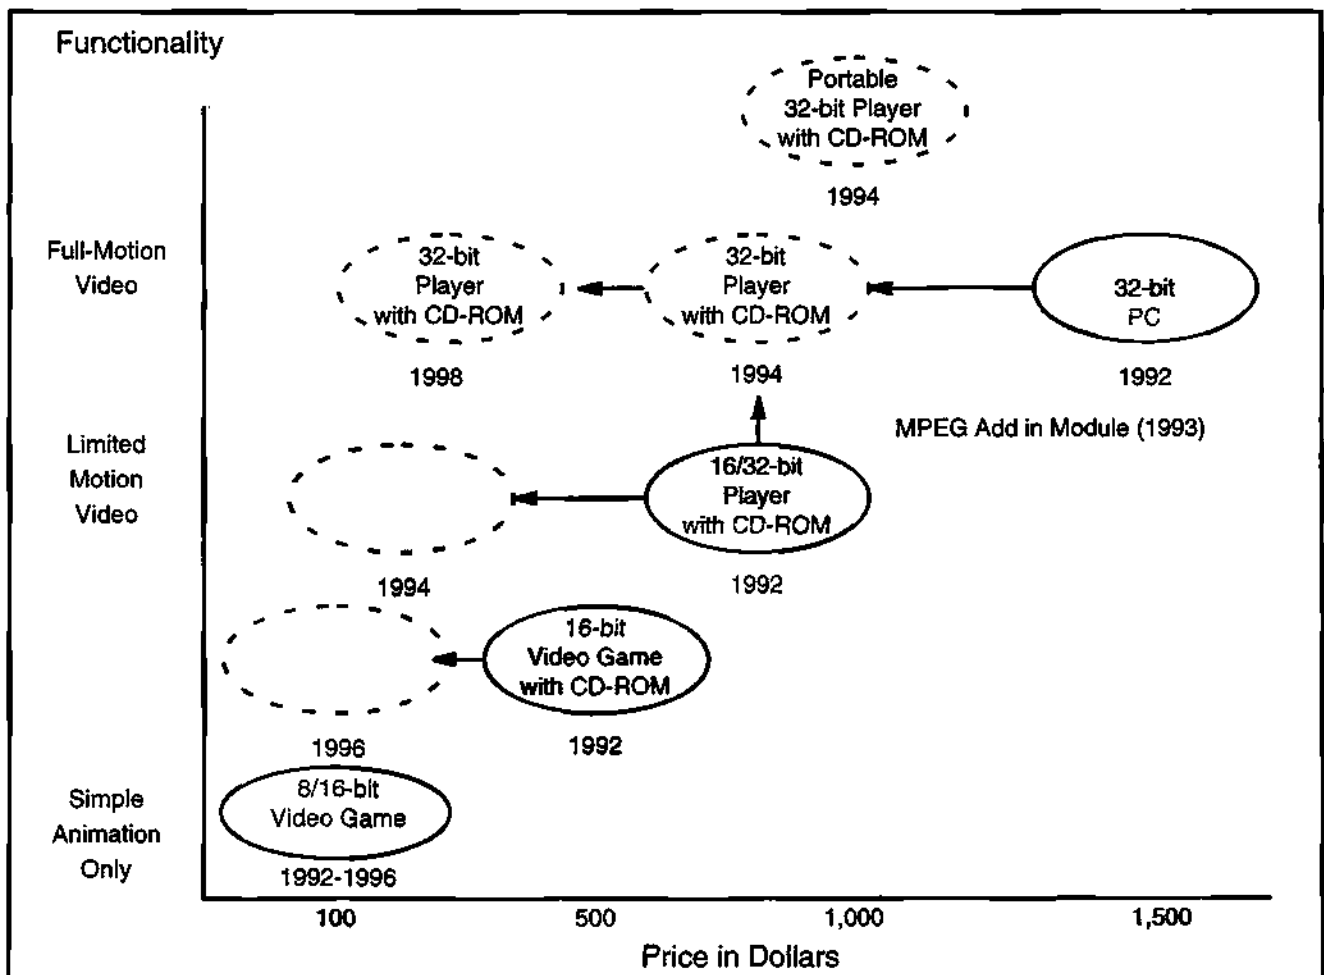 Functionality
Portable
32-bit Player
with CD-ROM
1994
Full-Motion
Video
32-bit
Player
with CD-ROM
1998
32-bit
Player
with CD-ROM
1994
32-bit
PC
1992
MPEG Add in Module (1993)
Limited
Motion
Video
1994
16/32-bit
Player
with CD-ROM
1992
1996
16-bit
Video Game
with CD-ROM
1992
Simple
Animation
Only
8/16-bit
Video Game
1992-1996
100
500
1,000
1,500
Price in Dollars